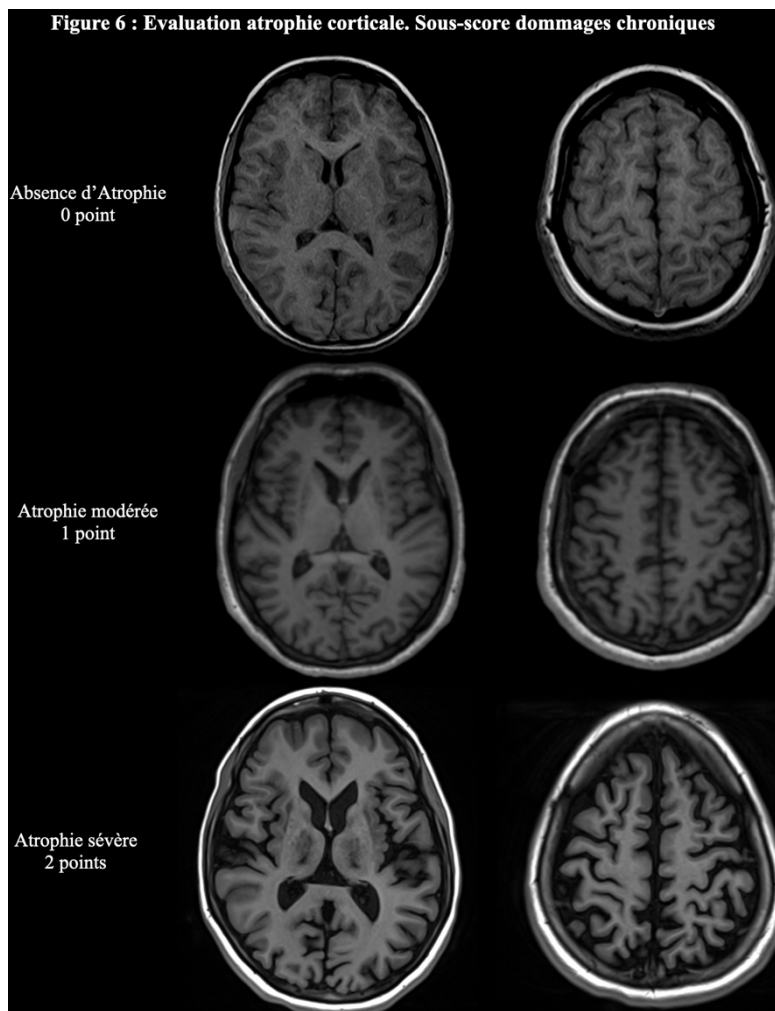 Figure 6 : Evaluation atrophie corticale. Sous-score dommages chroniques
Absence d’Atrophie
0 point
Atrophie modérée
1 point
Atrophie sévère
2 points